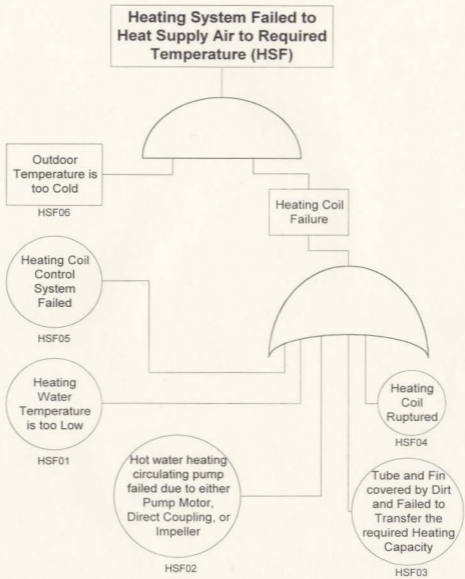 Heating System Failed to
Heat Supply Air to Required
Temperature (HSF)
Outdoor
Temperature is
too Cold
HSF06
Heating Coil
Failure
Heating Coil
Control
System
Failed
HSF05
Heating
Water
Temperature
is too Low
HSF01
Heating
Coil
Ruptured
HSF04
Hot water heating
circulating pump
failed due to either
Pump Motor,
Direct Coupling, or
Impeller
HSF02
Tube and Fin
covered by Dirt
and Failed to
Transfer the
required Heating
Capacity
HSF03